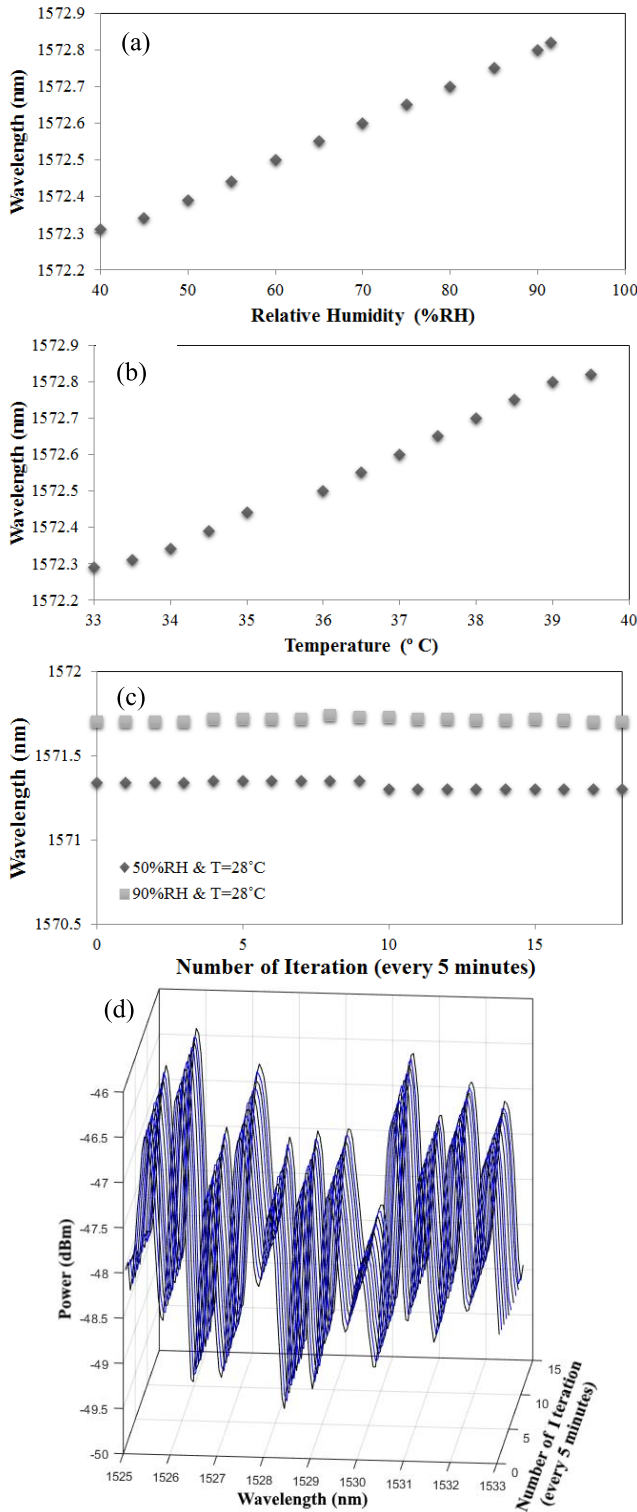 (a)
1572.9
1572.8
1572.7
1572.6
1572.5
1572.4
1572.3
1572.2
Wavelength (nm)
40 50 60 70 80 90 100
Relative Humidity (%RH)
(b)
1572.9
1572.8
1572.7
1572.6
1572.5
1572.4
1572.3
1572.2
Wavelength (nm)
33 34 35 36 37 38 39 40
Temperature (º C)
(c)
1572
1571.5
1571
1570.5
Wavelength (nm)
50%RH & T=28˚C
90%RH & T=28˚C
0 5 10 15
Number of Iteration (every 5 minutes)
(d)
-46
-46.5
-47
-47.5
-48
-48.5
-49
-49.5
-50
Power (dBm)
1525 1526 1527 1528 1529 1530 1531 1532 1533
Wavelength (nm)
15
10
5
0
Number of I teration
(every 5 minutes)